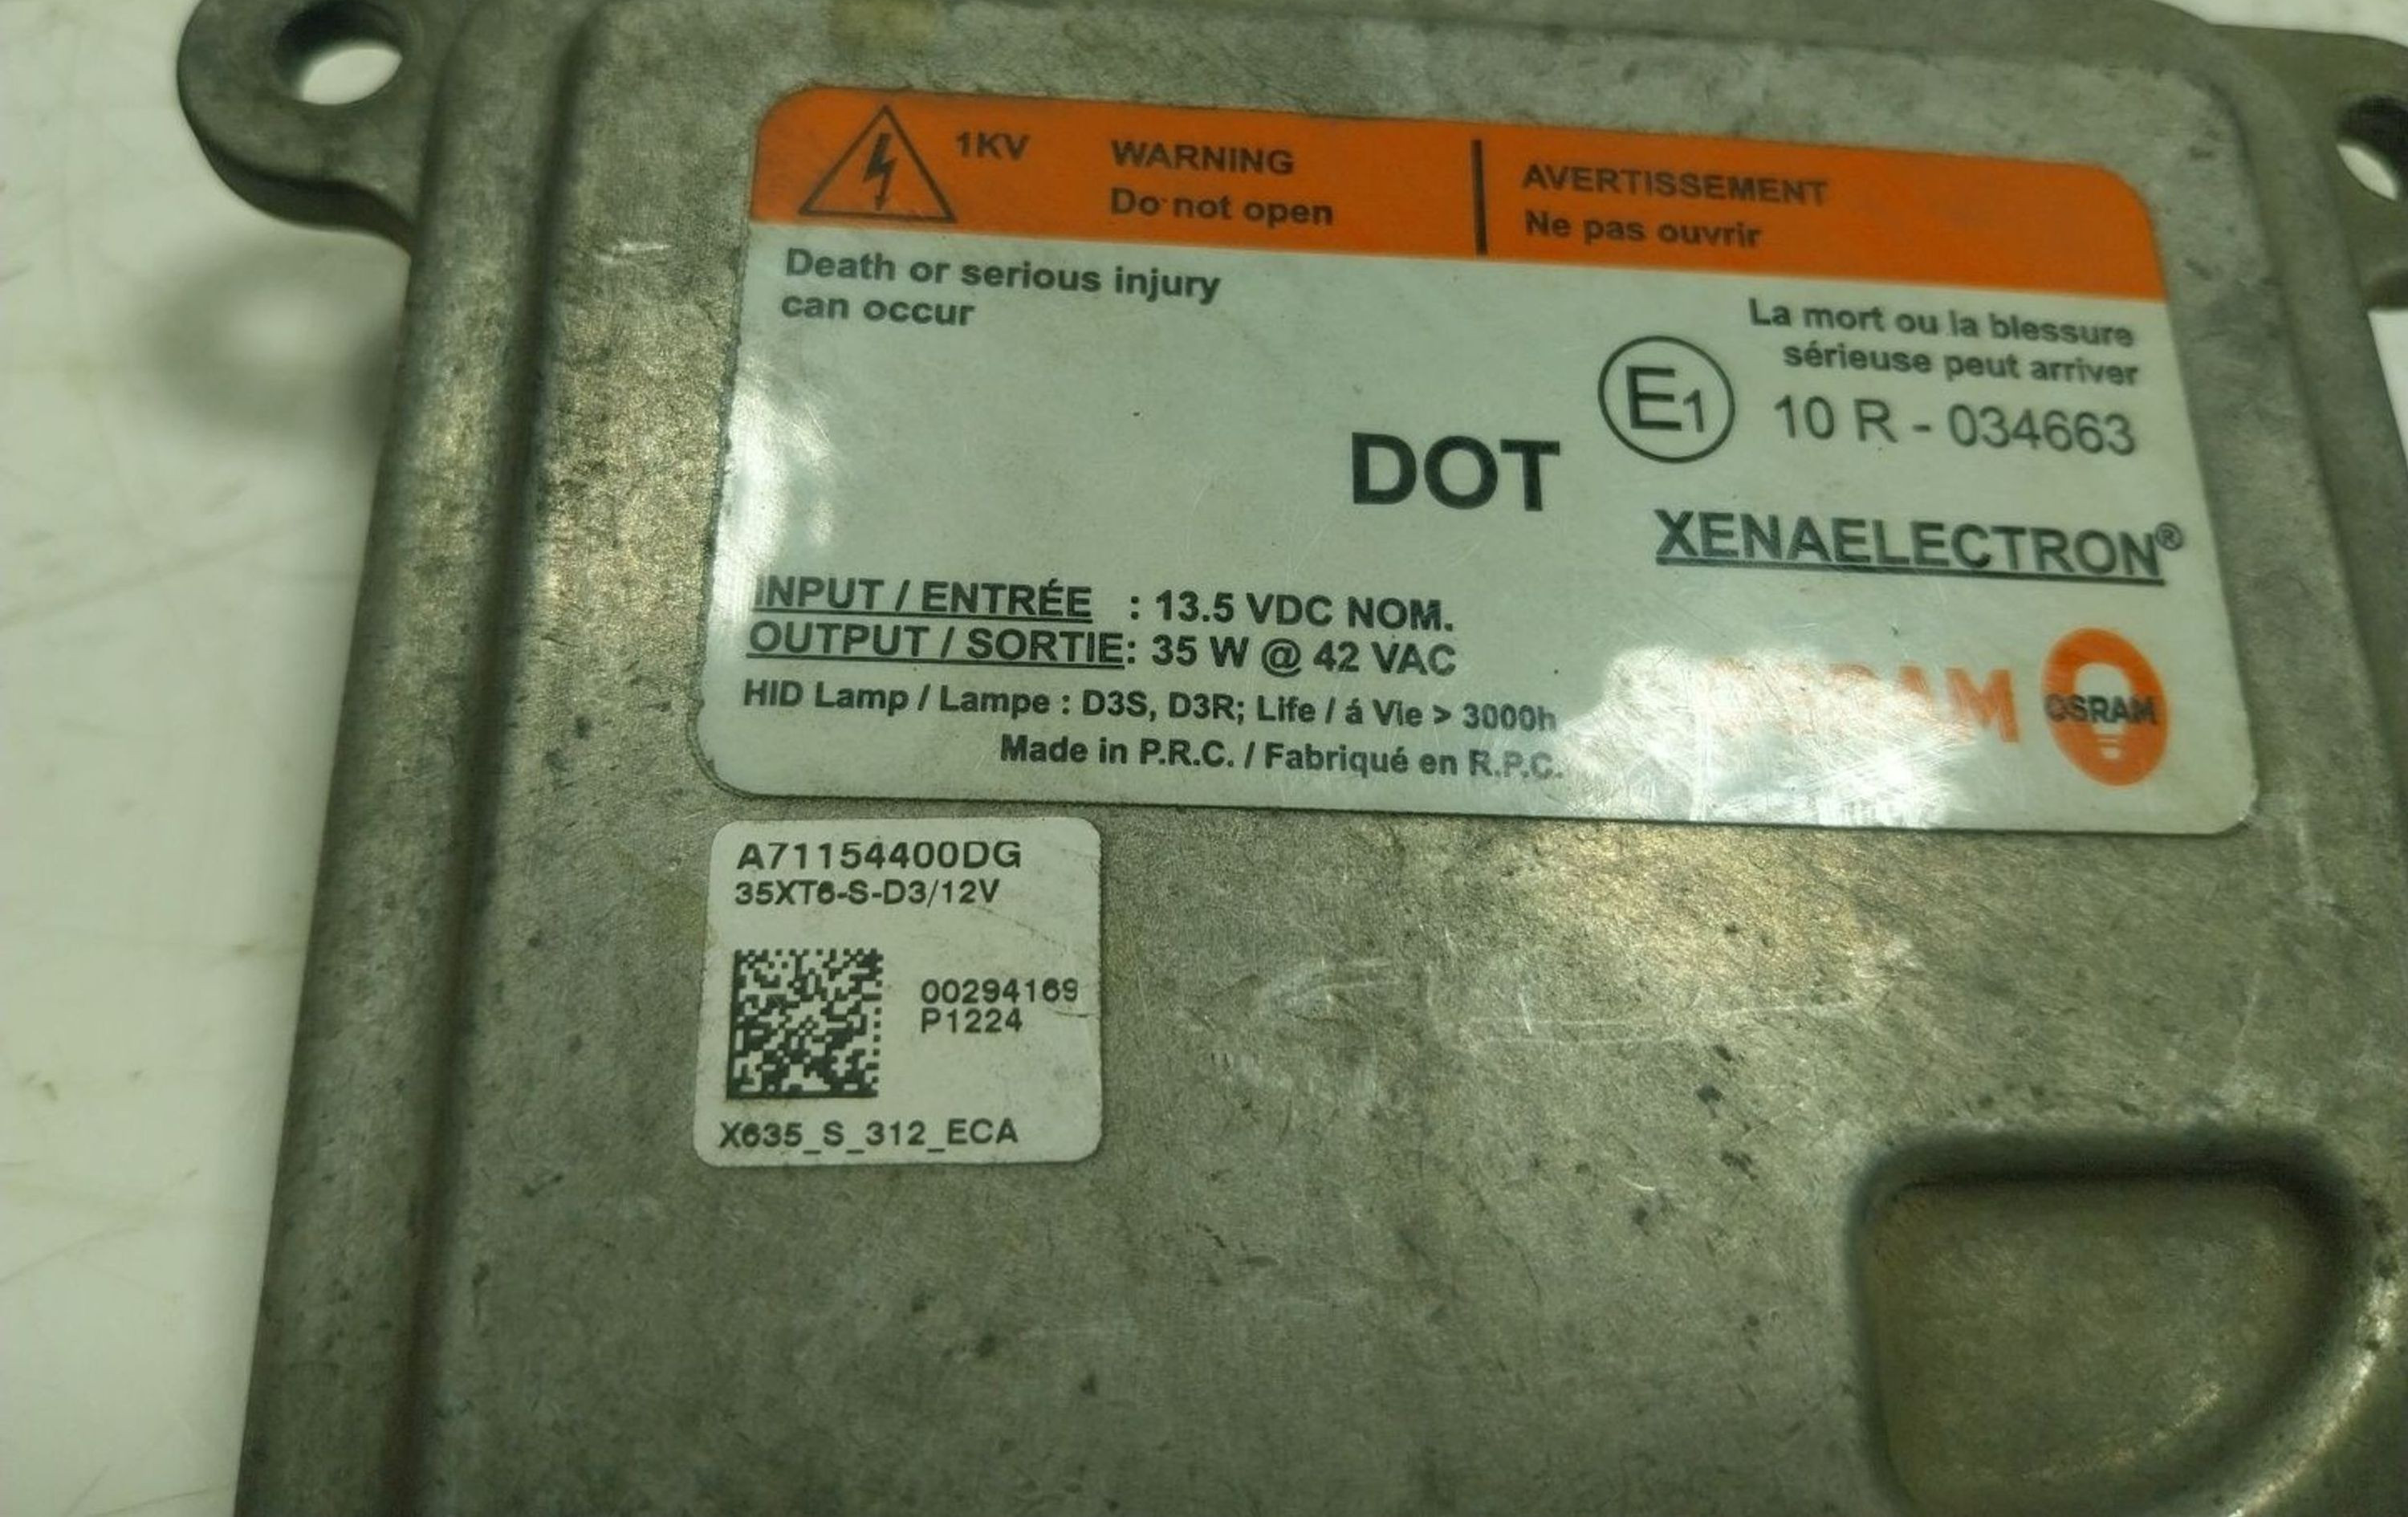 1KV
WARNING
Do not open
AVERTISSEMENT
Ne pas ouvrir
Death or serious injury
can occur
La mort ou la blessure
sérieuse peut arriver
E1 10 R - 034663
DOT
XENAELECTRON®
INPUT / ENTRÉE : 13.5 VDC NOM.
OUTPUT / SORTIE: 35 W @ 42 VAC
HID Lamp / Lampe : D3S, D3R; Life / á Vie > 3000h
Made in P.R.C. / Fabriqué en R.P.C.
OSRAM
OSRAM
A71154400DG
35XT6-S-D3/12V
00294169
P1224
X635_S_312_ECA